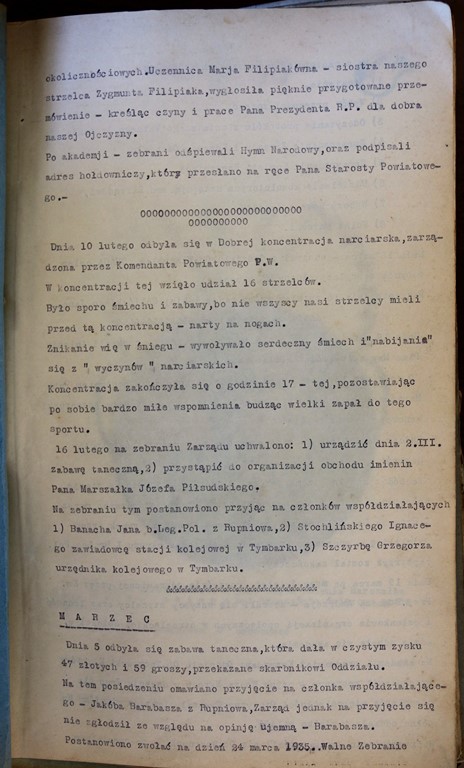 okolicznościowych.Uczennica Marja Filipiakówna - siostra naszego
strzelca Zygmunta Filipiaka,wygłosiła pięknie przygotowane prze-
mówienie - kreśląc czyny i prace Pana Prezydenta R.P. dla dobra
naszej Ojczyzny.
Po akademji - zebrani odśpiewali Hymn Narodowy,oraz podpisali
adres hołdowniczy,który przesłano na ręce Pana Starosty Powiatowe-
go.-
OOOOOOOOOOOOOOOOOOOOOOOOOOO
OOOOOOOOOO
Dnia 10 lutego odbyła się w Dobrej koncentracja narciarska,zarzą-
dzona przez Komendanta Powiatowego P.W.
W koncentracji tej wzięło udział 16 strzelców.
Było sporo śmiechu i zabawy,bo nie wszyscy nasi strzelcy mieli
przed tą koncentracją - narty na nogach.
Znikanie się w śniegu - wywoływało serdeczny śmiech i"nabijania"
się z " wyczynów " narciarskich.
Koncentracja zakończyła się o godzinie 17 - tej,pozostawiając
po sobie bardzo miłe wspomnienia budząc wielki zapał do tego
sportu.
16 lutego na zebraniu Zarządu uchwalono: 1) urządzić dnia 2.III.
zabawę taneczną,2) przystąpić do organizacji obchodu imienin
Pana Marszałka Józefa Piłsudskiego.
Na zebraniu tym postanowiono przyjąc na członków współdziałających
1) Banacha Jana b.Leg.Pol. z Rupniowa,2) Stochlińskiego Ignace-
go zawiadowcę stacji kolejowej w Tymbarku,3) Szczyrbę Grzegorza
urzędnika kolejowego w Tymbarku.
&&&&&&&&&&&&&&&&&&&&&&&&&
M A R Z E C
Dnia 5 odbyła się zabawa taneczna,która dała w czystym zysku
47 złotych i 59 groszy,przekazane skarbnikowi Oddziału.
Na tem posiedzeniu omawiano przyjęcie na członka współdziałające-
go - Jakóba Barabasza z Rupniowa,Zarząd jednak na przyjęcie się
nie zgłodził ze względu na opinję ujemną - Barabasza.
Postanowiono zwołać na dzień 24 marca 1935..Walne Zebranie